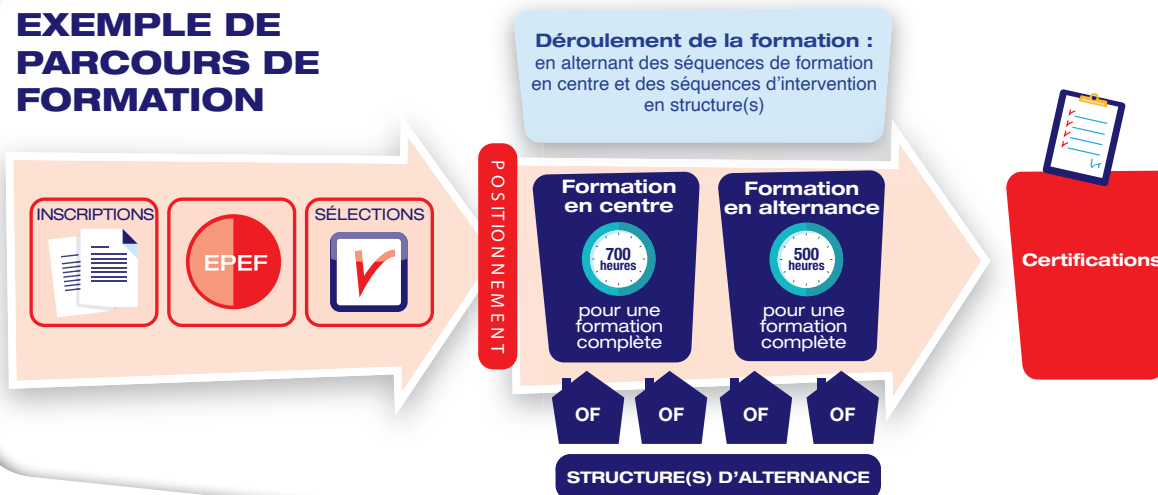 EXEMPLE DE
PARCOURS DE
FORMATION
Déroulement de la formation :
en alternant des séquences de formation
en centre et des séquences d'intervention
en structure(s)
INSCRIPTIONS
EPEF
SÉLECTIONS
POSITIONNEMENT
Formation
en centre
700
heures
pour une
formation
complète
Formation
en alternance
500
heures
pour une
formation
complète
Certifications
OF
OF
OF
OF
STRUCTURE(S) D'ALTERNANCE